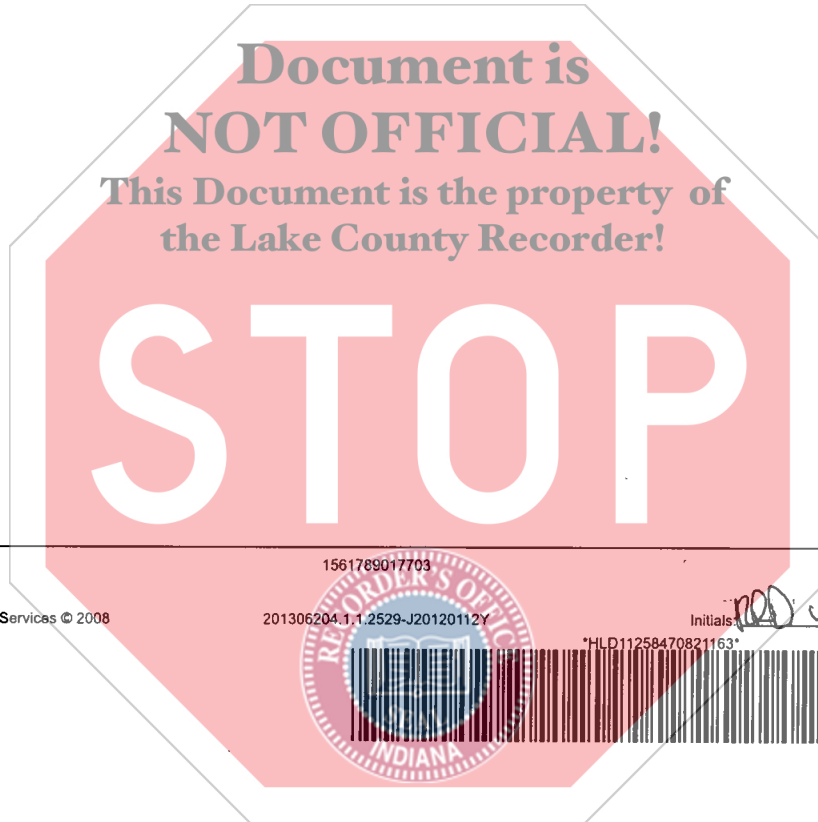 Document is
NOT OFFICIAL!
This Document is the property of
the Lake County Recorder!
STOP
1561789017703
Services © 2008
201306204.1.1.2529-J20120112Y
Initials:
*HLD11258470821163*
RECORDER'S OFFICE
SEAL
INDIANA